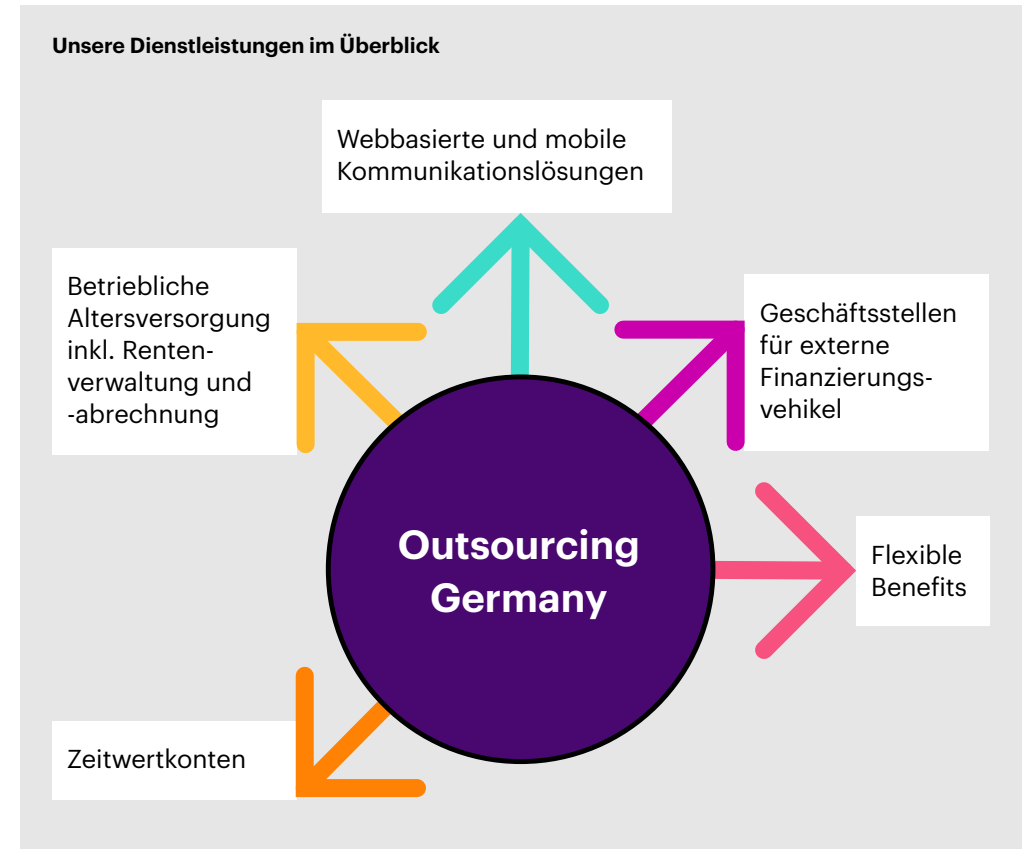 Unsere Dienstleistungen im Überblick
Webbasierte und mobile
Kommunikationslösungen
Betriebliche
Altersversorgung
inkl. Renten-
verwaltung und
-abrechnung
Geschäftsstellen
für externe
Finanzierungs-
vehikel
Outsourcing
Germany
Flexible
Benefits
Zeitwertkonten